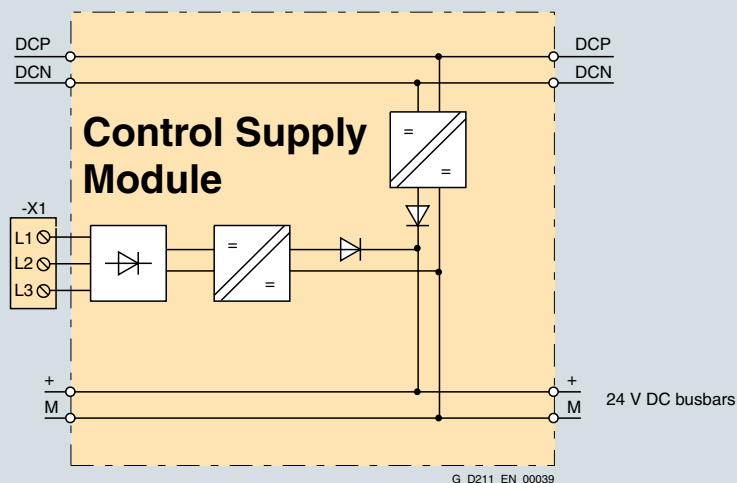 DCP DCP
DCN DCN
Control Supply
Module
=
=
-X1
L1
L2
L3
=
=
+ +
M M
24 V DC busbars
G_D211_EN_00039